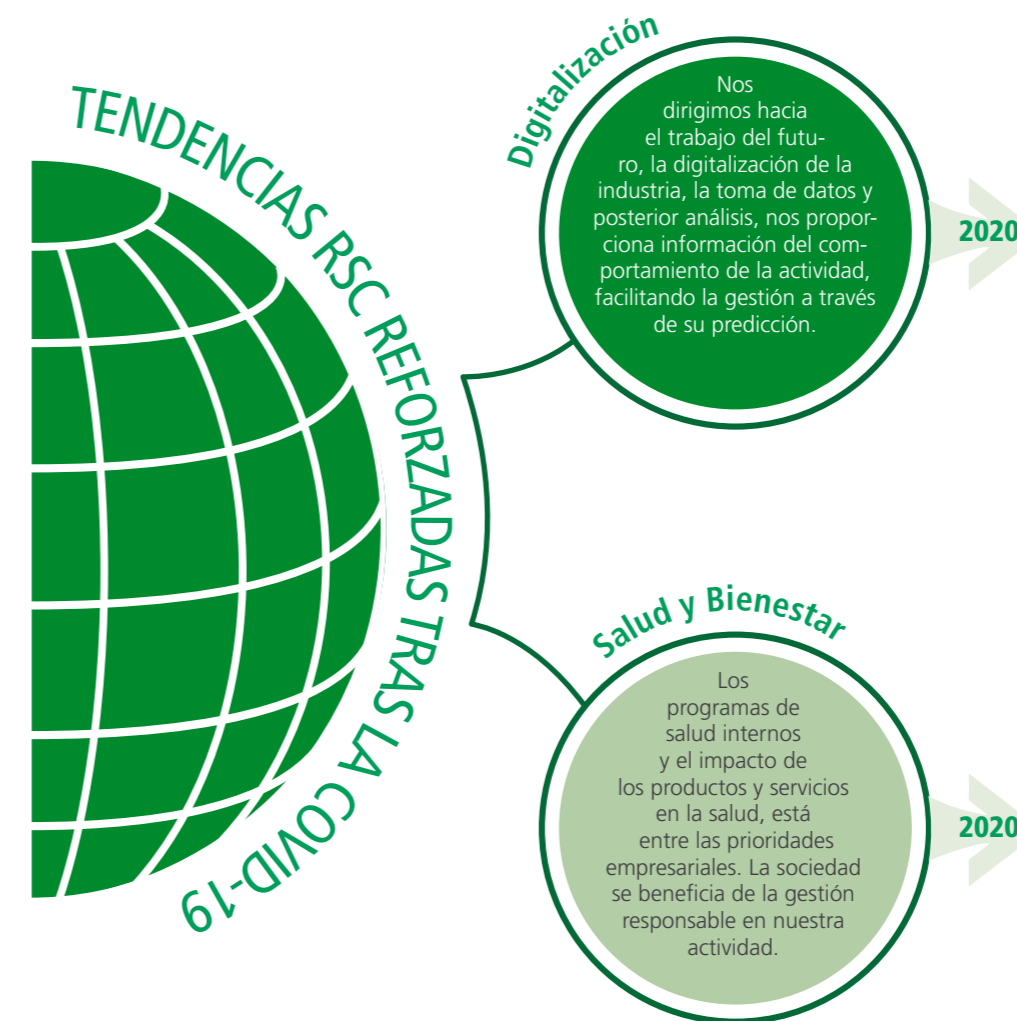 TENDENCIAS RSC REFORZADAS TRAS LA COVID-19
Digitalización
Nos
dirigimos hacia
el trabajo del futu-
ro, la digitalización de la
industria, la toma de datos y
posterior análisis, nos propor-
ciona información del com-
portamiento de la actividad,
facilitando la gestión a través
de su predicción.
2020
Salud y Bienestar
Los
programas de
salud internos
y el impacto de
los productos y servicios
en la salud, está
entre las prioridades
empresariales. La sociedad
se beneficia de la gestión
responsable en nuestra
actividad.
2020